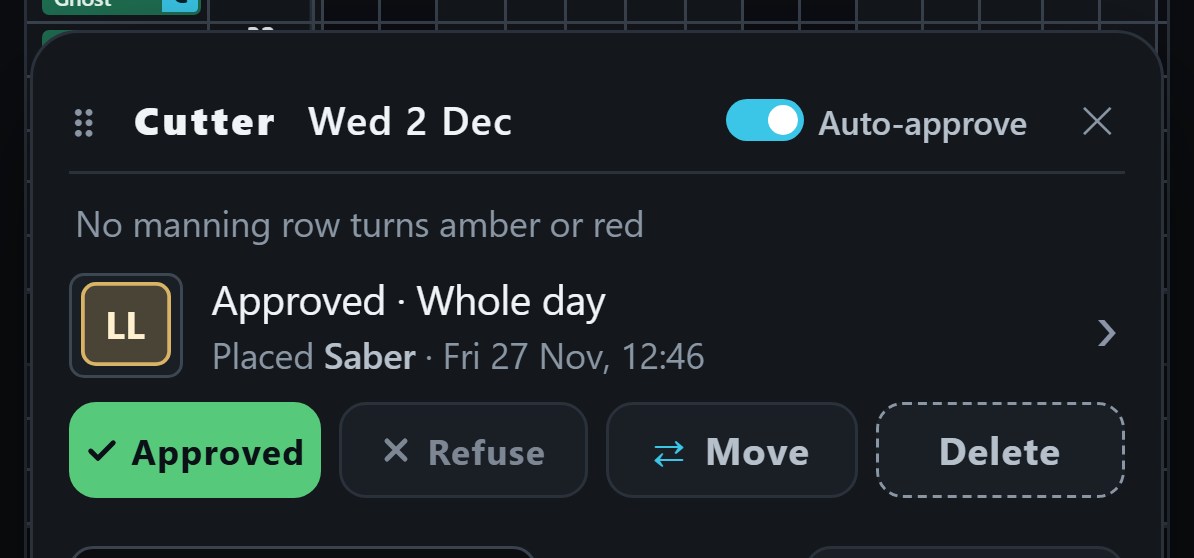 Ghost
Cutter Wed 2 Dec Auto-approve
No manning row turns amber or red
LL
Approved · Whole day
Placed Saber · Fri 27 Nov, 12:46
Approved Refuse Move Delete